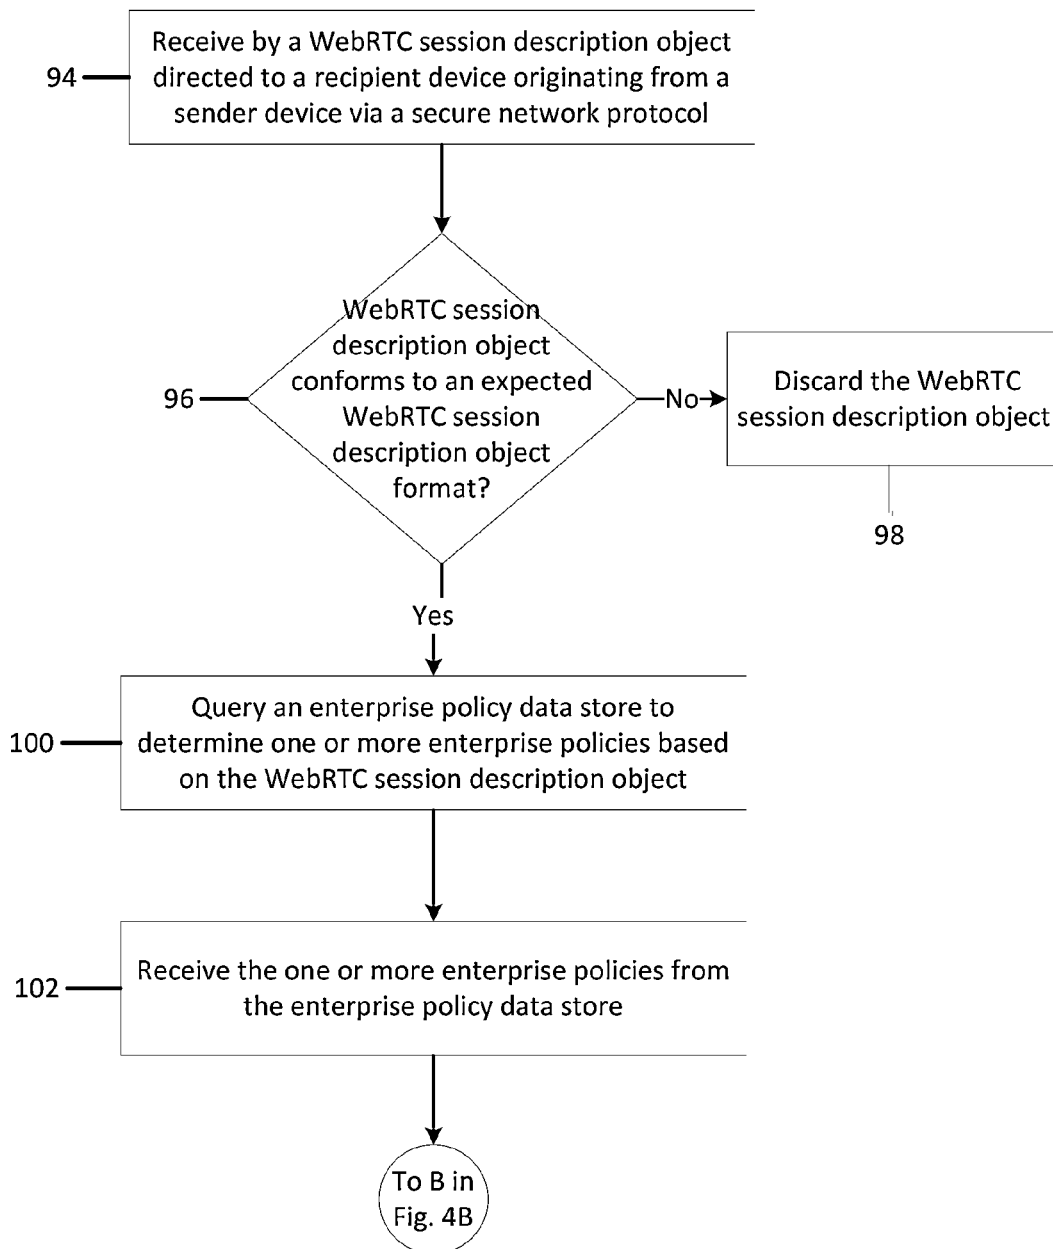 Receive by a WebRTC session description object
directed to a recipient device originating from a
sender device via a secure network protocol
94
WebRTC session
description object
conforms to an expected
WebRTC session
description object
format?
96
No
Discard the WebRTC
session description object
98
Yes
Query an enterprise policy data store to
determine one or more enterprise policies based
on the WebRTC session description object
100
Receive the one or more enterprise policies from
the enterprise policy data store
102
To B in
Fig. 4B